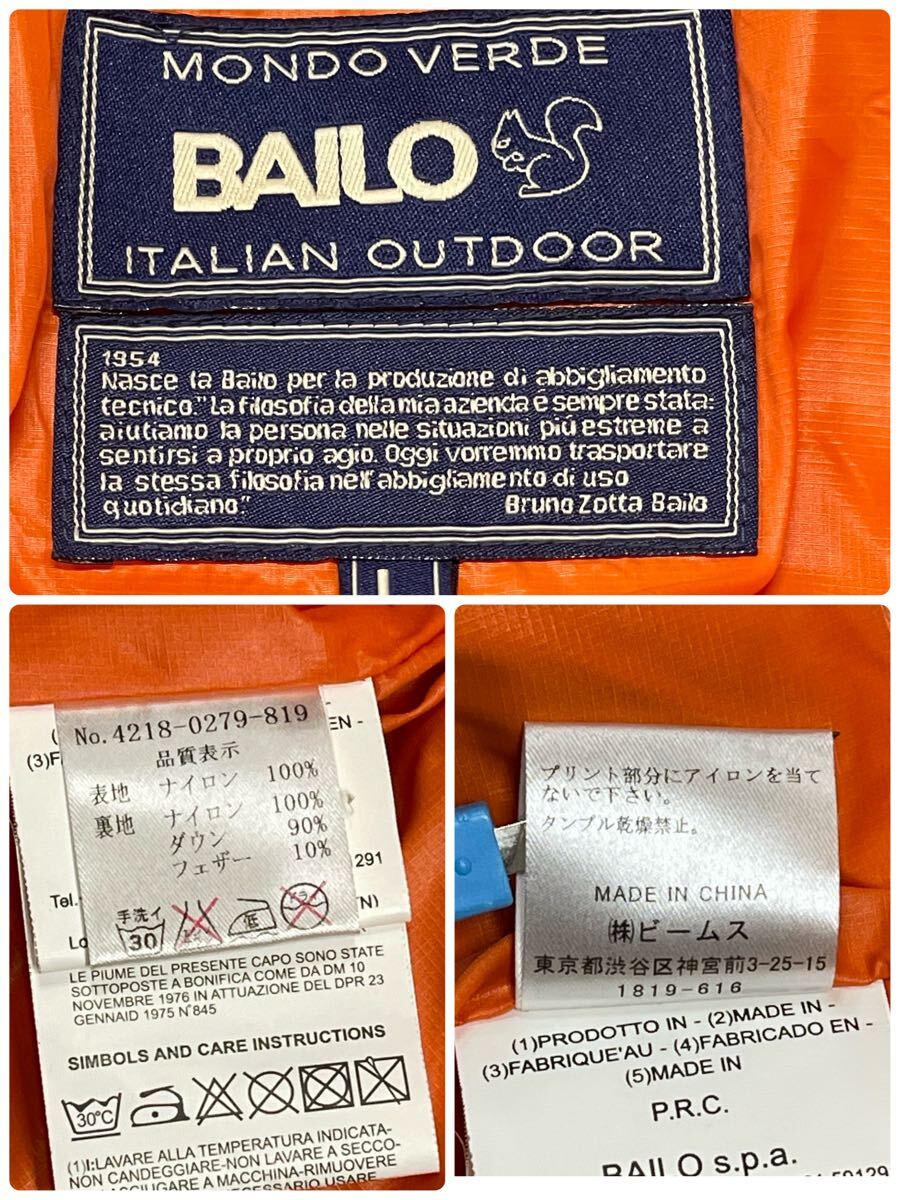 MONDO VERDE
BAILO
ITALIAN OUTDOOR
1954
Nasce la Bailo per la produzione di abbigliamento
tecnico."La filosofia della mia azienda è sempre stata:
aiutiamo la persona nelle situazioni più estreme a
sentirsi a proprio agio. Oggi vorremmo trasportare
la stessa filosofia nell'abbigliamento di uso
quotidiano."
Bruno Zotta Bailo
L
No.4218-0279-819
品質表示
表地 ナイロン 100%
裏地 ナイロン 100%
ダウン 90%
フェザー 10%
手洗イ
30
低
EN -
(3)F
291
Tel.
TN)
LE PIUME DEL PRESENTE CAPO SONO STATE
SOTTOPOSTE A BONIFICA COME DA DM 10
NOVEMBRE 1976 IN ATTUAZIONE DEL DPR 23
GENNAID 1975 N°845
SIMBOLS AND CARE INSTRUCTIONS
30°C
(1)I:LAVARE ALLA TEMPERATURA INDICATA-
NON CANDEGGIARE-NON LAVARE A SECCO-
ASCIUGARE A MACCHINA-RIMUOVERE
プリント部分にアイロンを当て
ないで下さい。
タンブル乾燥禁止。
MADE IN CHINA
㈱ビームス
東京都渋谷区神宮前3-25-15
1819-616
(1)PRODOTTO IN - (2)MADE IN -
(3)FABRIQUE'AU - (4)FABRICADO EN -
(5)MADE IN
P.R.C.
BAILO s.p.a.